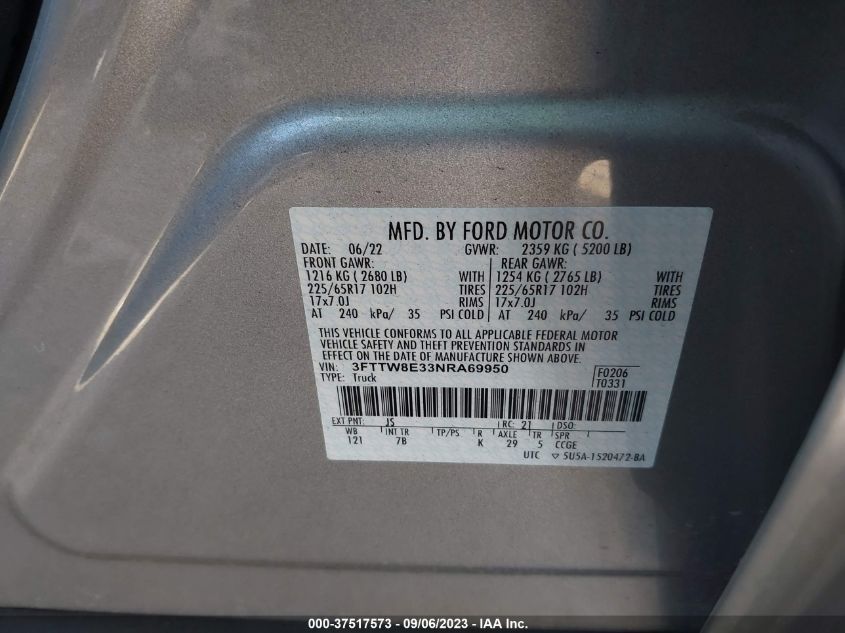 MFD. BY FORD MOTOR CO.
DATE: 06/22 GVWR: 2359 KG ( 5200 LB)
FRONT GAWR: REAR GAWR:
1216 KG ( 2680 LB) WITH 1254 KG ( 2765 LB) WITH
225/65R17 102H TIRES 225/65R17 102H TIRES
17x7.0J RIMS 17x7.0J RIMS
AT 240 kPa/ 35 PSI COLD AT 240 kPa/ 35 PSI COLD
THIS VEHICLE CONFORMS TO ALL APPLICABLE FEDERAL MOTOR
VEHICLE SAFETY AND THEFT PREVENTION STANDARDS IN
EFFECT ON THE DATE OF MANUFACTURE SHOWN ABOVE.
VIN: 3FTTW8E33NRA69950 F0206
TYPE: Truck T0331
EXT PNT: JS RC: 21 DSO:
WB INT TR TP/PS R AXLE TR SPR
121 7B K 29 5 CCGE
UTC ▽ 5U5A-1520472-BA
000-37517573 - 09/06/2023 - IAA Inc.